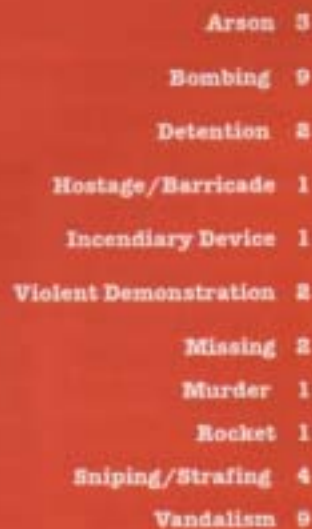 Arson 3
Bombing 9
Detention 2
Hostage/Barricade 1
Incendiary Device 1
Violent Demonstration 2
Missing 2
Murder 1
Rocket 1
Sniping/Strafing 4
Vandalism 9